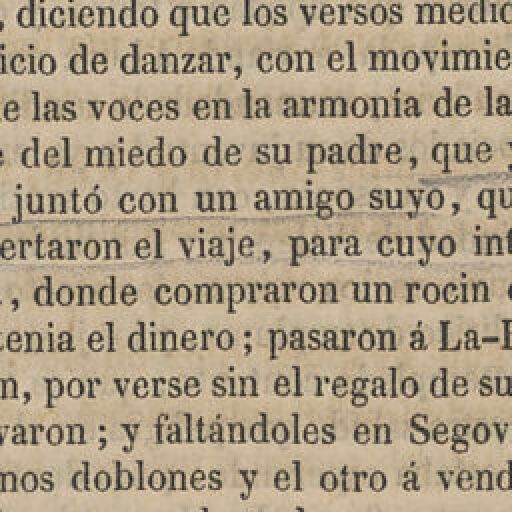 , diciendo que los versos medic
icio de danzar, con el movimie
e las voces en la armonía de la
e del miedo de su padre, que y
juntó con un amigo suyo, qu
ertaron el viaje, para cuyo int
, donde compraron un rocin
tenia el dinero; pasaron á La-
n, por verse sin el regalo de su
varon; y faltándoles en Segov
nos doblones y el otro á vend